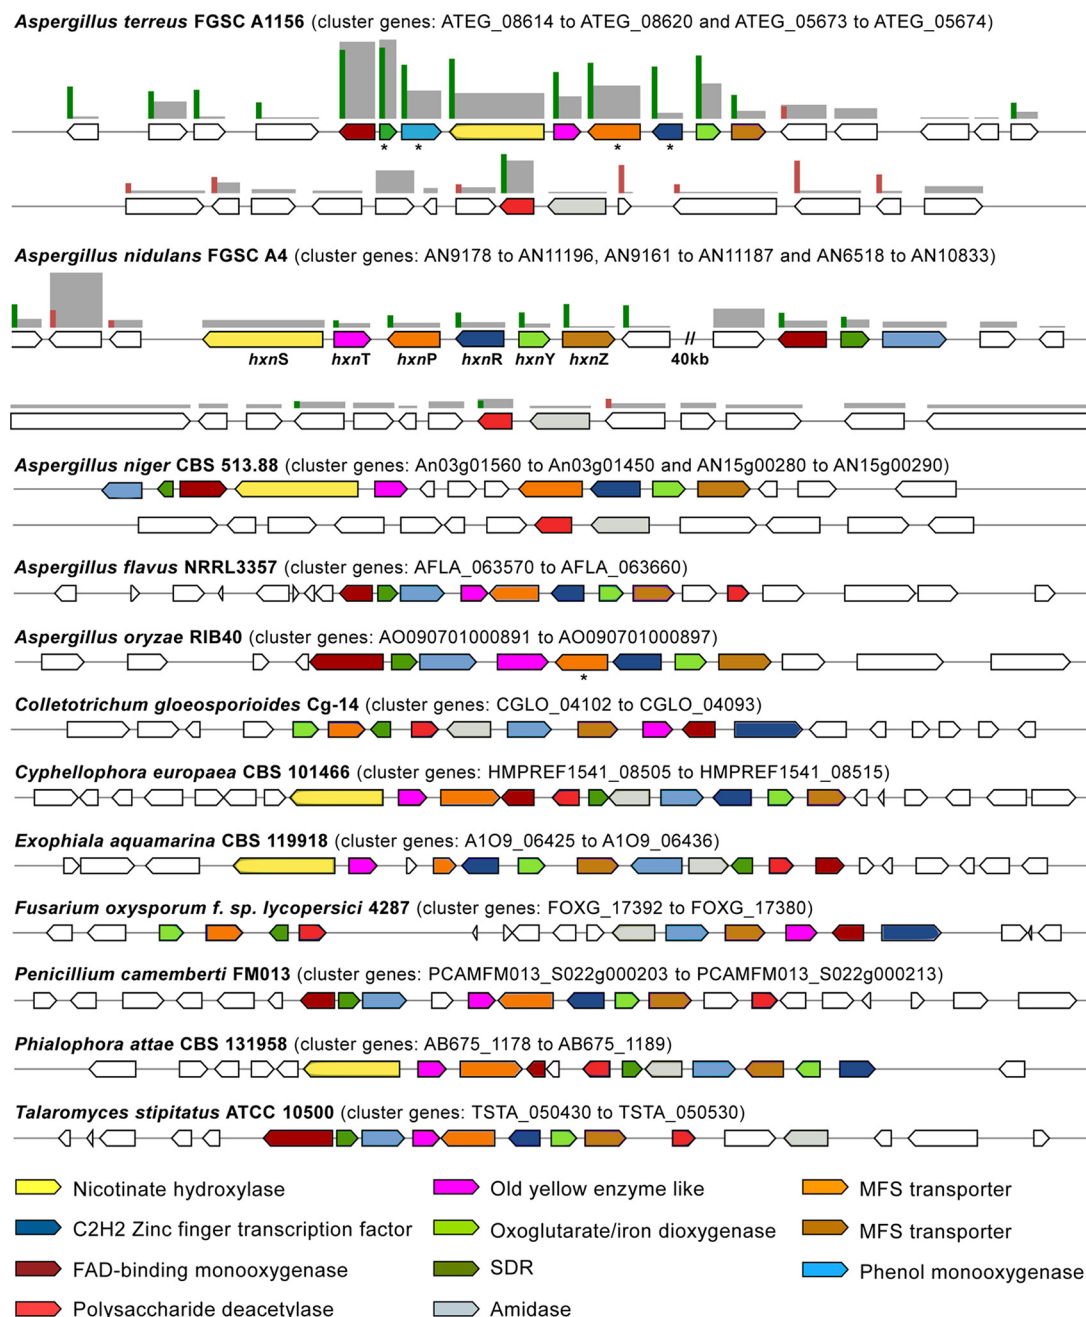 Aspergillus terreus FGSC A1156 (cluster genes: ATEG_08614 to ATEG_08620 and ATEG_05673 to ATEG_05674)
* * * *
Aspergillus nidulans FGSC A4 (cluster genes: AN9178 to AN11196, AN9161 to AN11187 and AN6518 to AN10833)
hxnS hxnT hxnP hxnR hxnY hxnZ // 40kb
Aspergillus niger CBS 513.88 (cluster genes: An03g01560 to An03g01450 and AN15g00280 to AN15g00290)
Aspergillus flavus NRRL3357 (cluster genes: AFLA_063570 to AFLA_063660)
Aspergillus oryzae RIB40 (cluster genes: AO090701000891 to AO090701000897)
*
Colletotrichum gloeosporioides Cg-14 (cluster genes: CGLO_04102 to CGLO_04093)
Cyphellophora europaea CBS 101466 (cluster genes: HMPREF1541_08505 to HMPREF1541_08515)
Exophiala aquamarina CBS 119918 (cluster genes: A1O9_06425 to A1O9_06436)
Fusarium oxysporum f. sp. lycopersici 4287 (cluster genes: FOXG_17392 to FOXG_17380)
Penicillium camemberti FM013 (cluster genes: PCAMFM013_S022g000203 to PCAMFM013_S022g000213)
Phialophora attae CBS 131958 (cluster genes: AB675_1178 to AB675_1189)
Talaromyces stipitatus ATCC 10500 (cluster genes: TSTA_050430 to TSTA_050530)
Nicotinate hydroxylase Old yellow enzyme like MFS transporter
C2H2 Zinc finger transcription factor Oxoglutarate/iron dioxygenase MFS transporter
FAD-binding monooxygenase SDR Phenol monooxygenase
Polysaccharide deacetylase Amidase